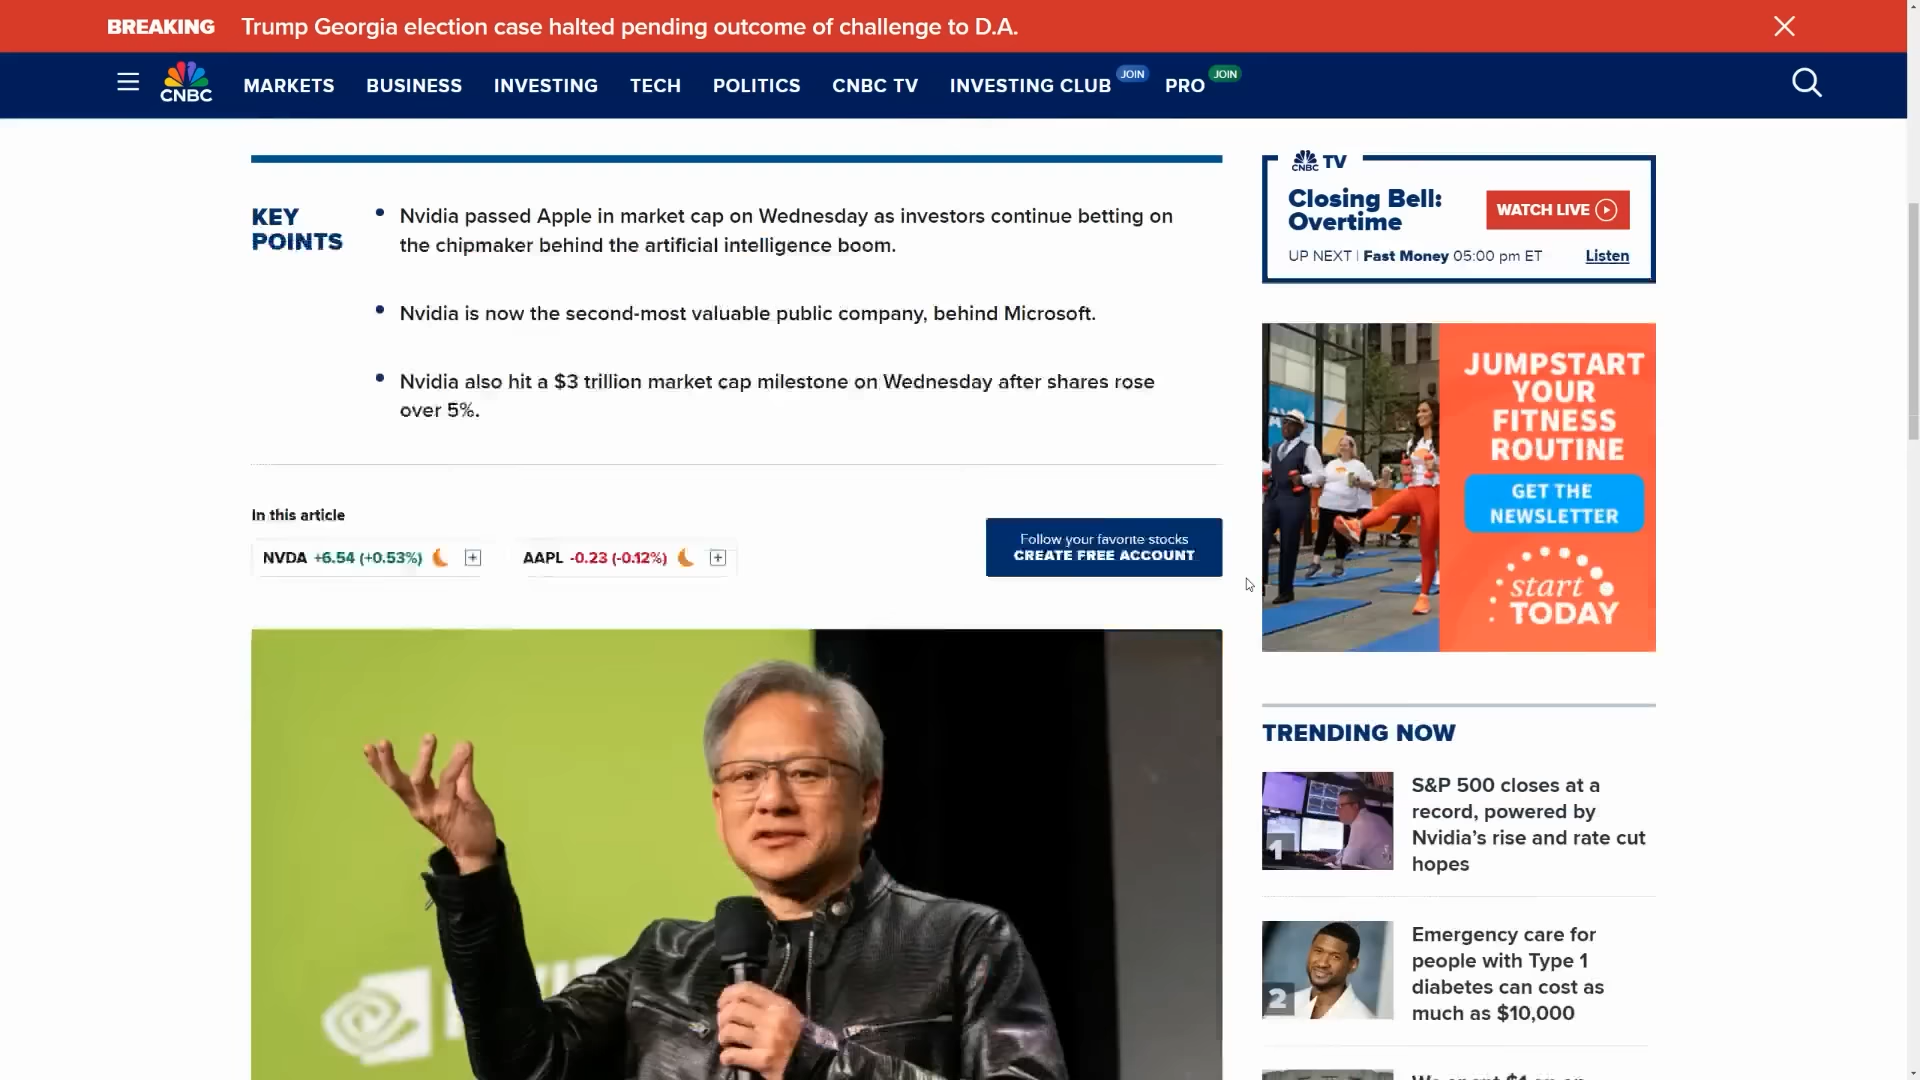 BREAKING Trump Georgia election case halted pending outcome of challenge to D.A.
CNBC MARKETS BUSINESS INVESTING TECH POLITICS CNBC TV INVESTING CLUB JOIN PRO JOIN
KEY
POINTS
Nvidia passed Apple in market cap on Wednesday as investors continue betting on
the chipmaker behind the artificial intelligence boom.
Nvidia is now the second-most valuable public company, behind Microsoft.
Nvidia also hit a $3 trillion market cap milestone on Wednesday after shares rose
over 5%.
In this article
NVDA +6.54 (+0.53%)
AAPL -0.23 (-0.12%)
Follow your favorite stocks
CREATE FREE ACCOUNT
CNBC TV
Closing Bell:
Overtime
WATCH LIVE
UP NEXT | Fast Money 05:00 pm ET
Listen
JUMPSTART
YOUR
FITNESS
ROUTINE
GET THE
NEWSLETTER
start
TODAY
TRENDING NOW
1
S&P 500 closes at a
record, powered by
Nvidia’s rise and rate cut
hopes
2
Emergency care for
people with Type 1
diabetes can cost as
much as $10,000